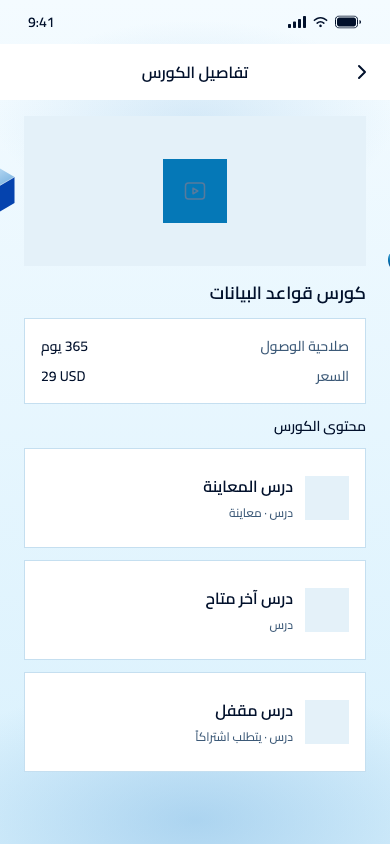 9:41
تفاصيل الكورس
كورس قواعد البيانات
صلاحية الوصول 365 يوم
السعر 29 USD
محتوى الكورس
درس المعاينة
درس · معاينة
درس آخر متاح
درس
درس مقفل
درس · يتطلب اشتراكاً